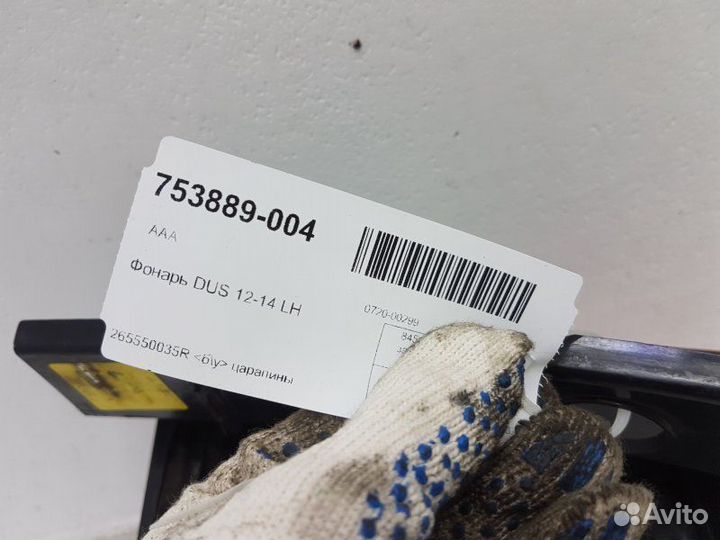 753889-004
AAA
Фонарь DUS 12-14 LH
0720-00299
265550035R <б\у> царапины
Avito